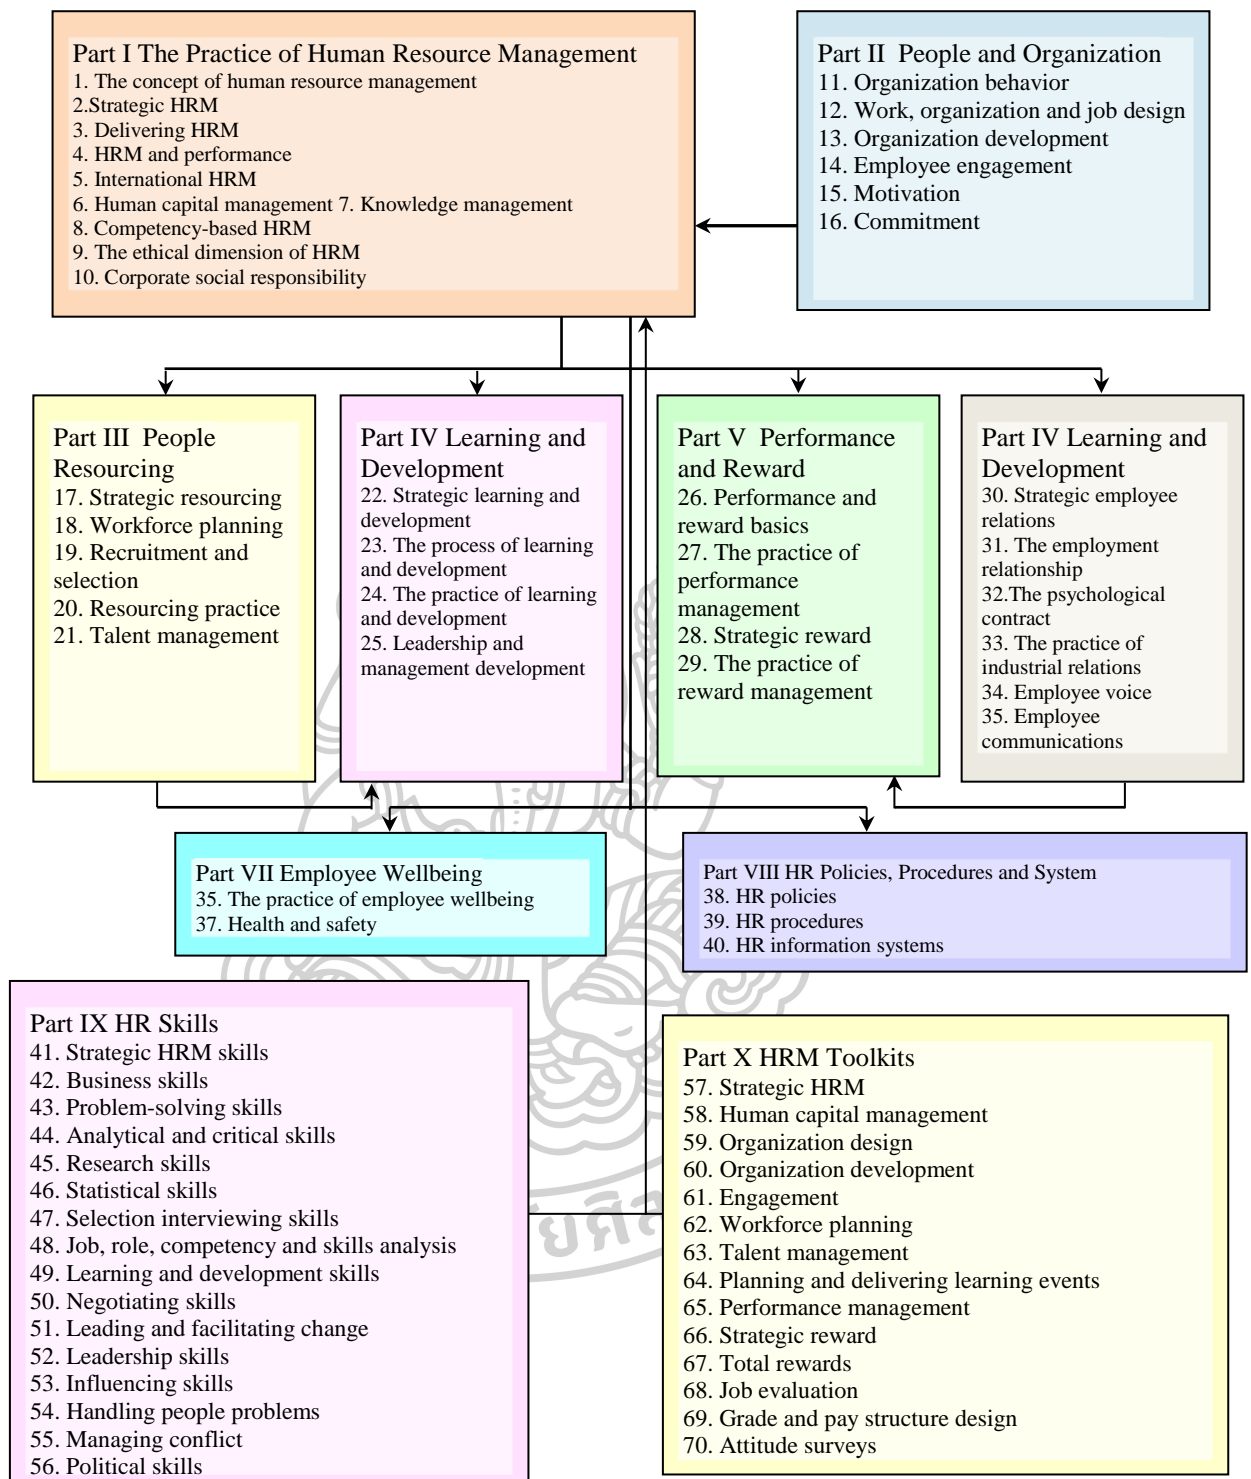 Part I The Practice of Human Resource Management
1. The concept of human resource management
2.Strategic HRM
3. Delivering HRM
4. HRM and performance
5. International HRM
6. Human capital management 7. Knowledge management
8. Competency-based HRM
9. The ethical dimension of HRM
10. Corporate social responsibility
Part II People and Organization
11. Organization behavior
12. Work, organization and job design
13. Organization development
14. Employee engagement
15. Motivation
16. Commitment
Part III People
Resourcing
17. Strategic resourcing
18. Workforce planning
19. Recruitment and
selection
20. Resourcing practice
21. Talent management
Part IV Learning and
Development
22. Strategic learning and
development
23. The process of learning
and development
24. The practice of learning
and development
25. Leadership and
management development
Part V Performance
and Reward
26. Performance and
reward basics
27. The practice of
performance
management
28. Strategic reward
29. The practice of
reward management
Part IV Learning and
Development
30. Strategic employee
relations
31. The employment
relationship
32.The psychological
contract
33. The practice of
industrial relations
34. Employee voice
35. Employee
communications
Part VII Employee Wellbeing
35. The practice of employee wellbeing
37. Health and safety
Part VIII HR Policies, Procedures and System
38. HR policies
39. HR procedures
40. HR information systems
Part IX HR Skills
41. Strategic HRM skills
42. Business skills
43. Problem-solving skills
44. Analytical and critical skills
45. Research skills
46. Statistical skills
47. Selection interviewing skills
48. Job, role, competency and skills analysis
49. Learning and development skills
50. Negotiating skills
51. Leading and facilitating change
52. Leadership skills
53. Influencing skills
54. Handling people problems
55. Managing conflict
56. Political skills
Part X HRM Toolkits
57. Strategic HRM
58. Human capital management
59. Organization design
60. Organization development
61. Engagement
62. Workforce planning
63. Talent management
64. Planning and delivering learning events
65. Performance management
66. Strategic reward
67. Total rewards
68. Job evaluation
69. Grade and pay structure design
70. Attitude surveys